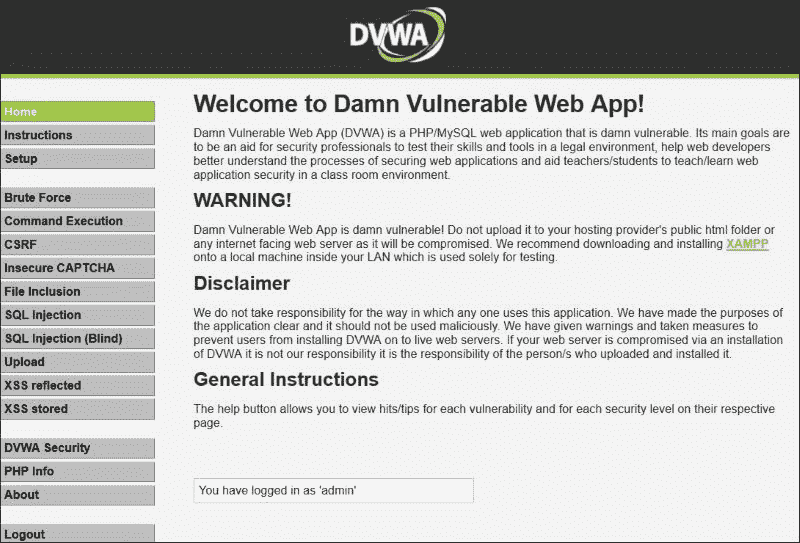 DVWA
Home
Instructions
Setup
Brute Force
Command Execution
CSRF
Insecure CAPTCHA
File Inclusion
SQL Injection
SQL Injection (Blind)
Upload
XSS reflected
XSS stored
DVWA Security
PHP Info
About
Logout
Welcome to Damn Vulnerable Web App!
Damn Vulnerable Web App (DVWA) is a PHP/MySQL web application that is damn vulnerable. Its main goals are
to be an aid for security professionals to test their skills and tools in a legal environment, help web developers
better understand the processes of securing web applications and aid teachers/students to teach/learn web
application security in a class room environment.
WARNING!
Damn Vulnerable Web App is damn vulnerable! Do not upload it to your hosting provider's public html folder or
any internet facing web server as it will be compromised. We recommend downloading and installing XAMPP
onto a local machine inside your LAN which is used solely for testing.
Disclaimer
We do not take responsibility for the way in which any one uses this application. We have made the purposes of
the application clear and it should not be used maliciously. We have given warnings and taken measures to
prevent users from installing DVWA on to live web servers. If your web server is compromised via an installation
of DVWA it is not our responsibility it is the responsibility of the person/s who uploaded and installed it.
General Instructions
The help button allows you to view hits/tips for each vulnerability and for each security level on their respective
page.
You have logged in as 'admin'